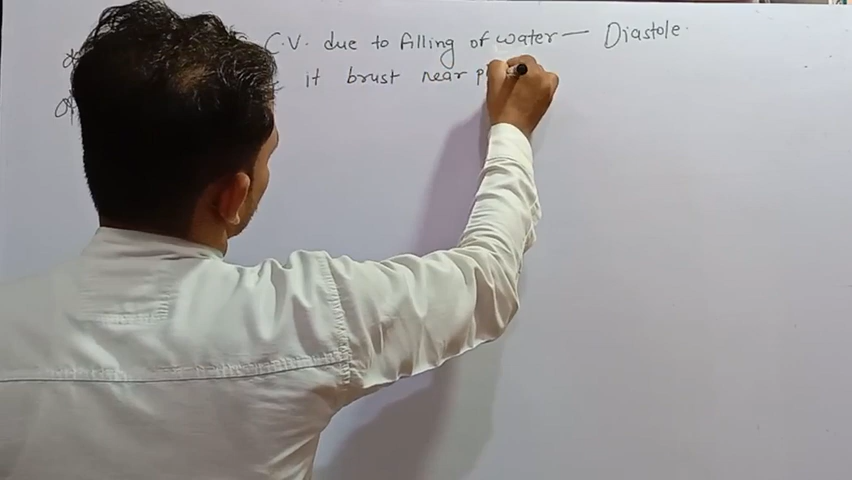 C.V. due to filling of water — Diastole.
it brust near